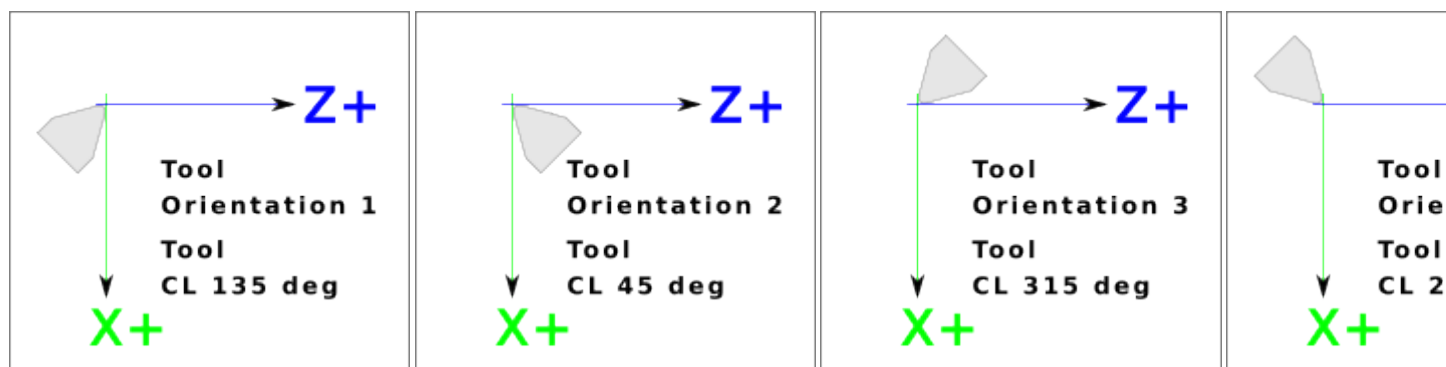 Z+
Tool
Orientation 1
Tool
CL 135 deg
X+
Z+
Tool
Orientation 2
Tool
CL 45 deg
X+
Z+
Tool
Orientation 3
Tool
CL 315 deg
X+
Tool
Tool
CL
X+